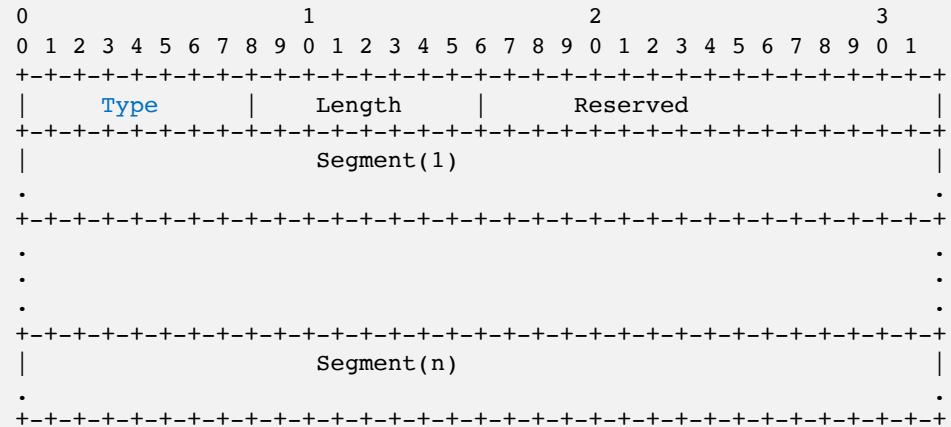 0                   1                   2                   3
0 1 2 3 4 5 6 7 8 9 0 1 2 3 4 5 6 7 8 9 0 1 2 3 4 5 6 7 8 9 0 1
+-+-+-+-+-+-+-+-+-+-+-+-+-+-+-+-+-+-+-+-+-+-+-+-+-+-+-+-+-+-+-+-+
|     Type      |    Length     |      Reserved                 |
+-+-+-+-+-+-+-+-+-+-+-+-+-+-+-+-+-+-+-+-+-+-+-+-+-+-+-+-+-+-+-+-+
|                    Segment(1)                                 |
.                                                               .
+-+-+-+-+-+-+-+-+-+-+-+-+-+-+-+-+-+-+-+-+-+-+-+-+-+-+-+-+-+-+-+-+
.                                                               .
.                                                               .
.                                                               .
+-+-+-+-+-+-+-+-+-+-+-+-+-+-+-+-+-+-+-+-+-+-+-+-+-+-+-+-+-+-+-+-+
|                    Segment(n)                                 |
.                                                               .
+-+-+-+-+-+-+-+-+-+-+-+-+-+-+-+-+-+-+-+-+-+-+-+-+-+-+-+-+-+-+-+-+